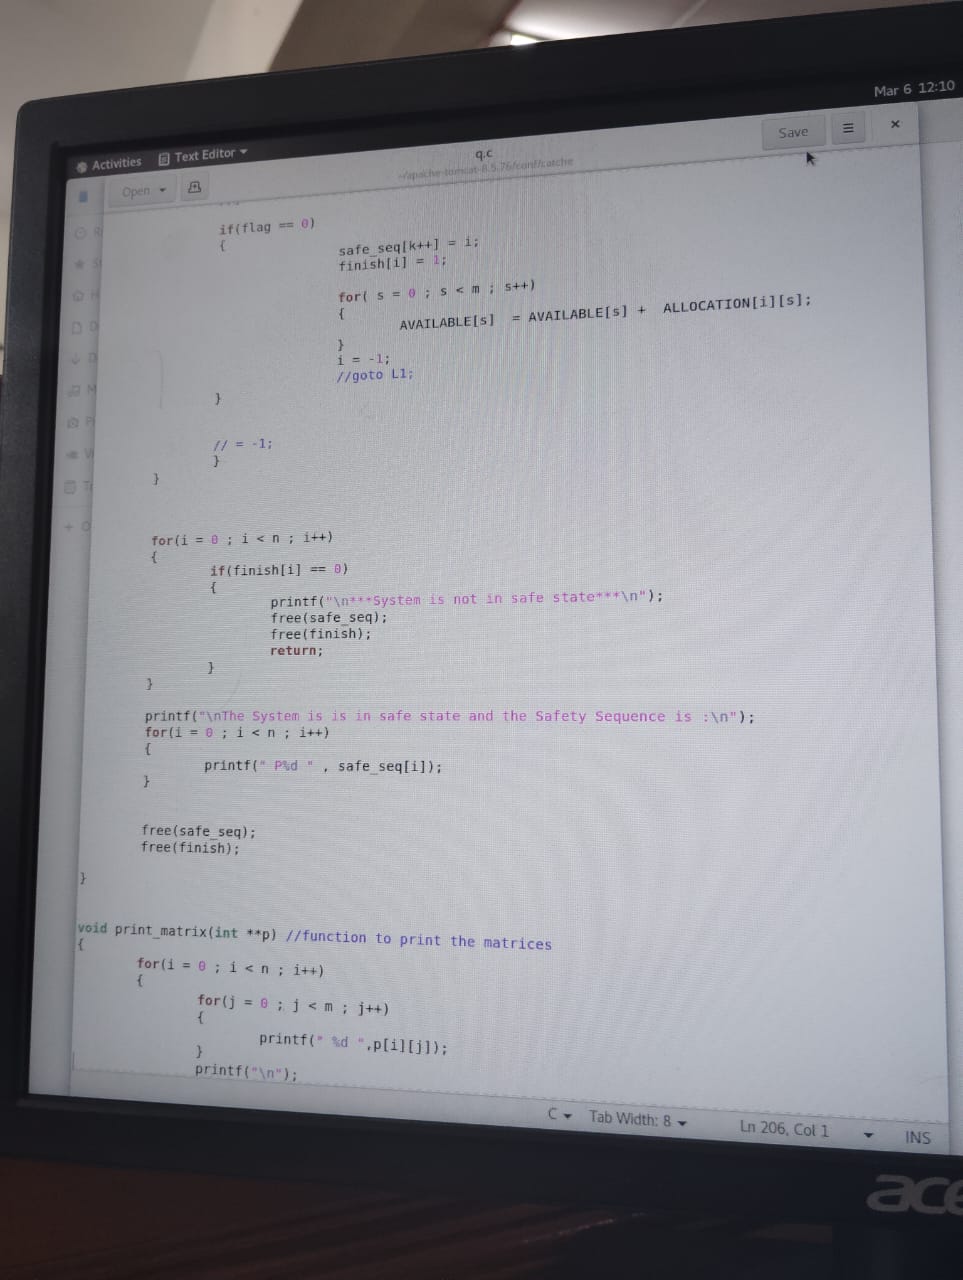 Mar 6 12:10
Activities Text Editor
Open q.c Save
~/apache-tomcat-8.5.76/conf/catche
if(flag == 0)
{
safe_seq[k++] = i;
finish[i] = 1;
for( s = 0 ; s < m ; s++)
{
AVAILABLE[s] = AVAILABLE[s] + ALLOCATION[i][s];
}
i = -1;
//goto L1;
}
// = -1;
}
}
for(i = 0 ; i < n ; i++)
{
if(finish[i] == 0)
{
printf("\n***System is not in safe state***\n");
free(safe_seq);
free(finish);
return;
}
}
printf("\nThe System is is in safe state and the Safety Sequence is :\n");
for(i = 0 ; i < n ; i++)
{
printf(" P%d " , safe_seq[i]);
}
free(safe_seq);
free(finish);
}
void print_matrix(int **p) //function to print the matrices
{
for(i = 0 ; i < n ; i++)
{
for(j = 0 ; j < m ; j++)
{
printf(" %d ",p[i][j]);
}
printf("\n");
C Tab Width: 8 Ln 206, Col 1 INS
ace